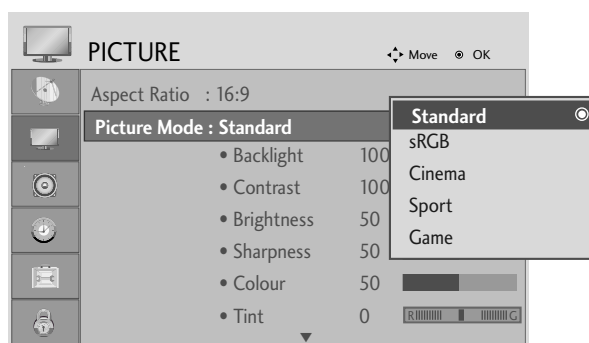 PICTURE Move OK
Aspect Ratio : 16:9
Picture Mode : Standard
• Backlight 100
• Contrast 100
• Brightness 50
• Sharpness 50
• Colour 50
• Tint 0 R G
Standard
sRGB
Cinema
Sport
Game